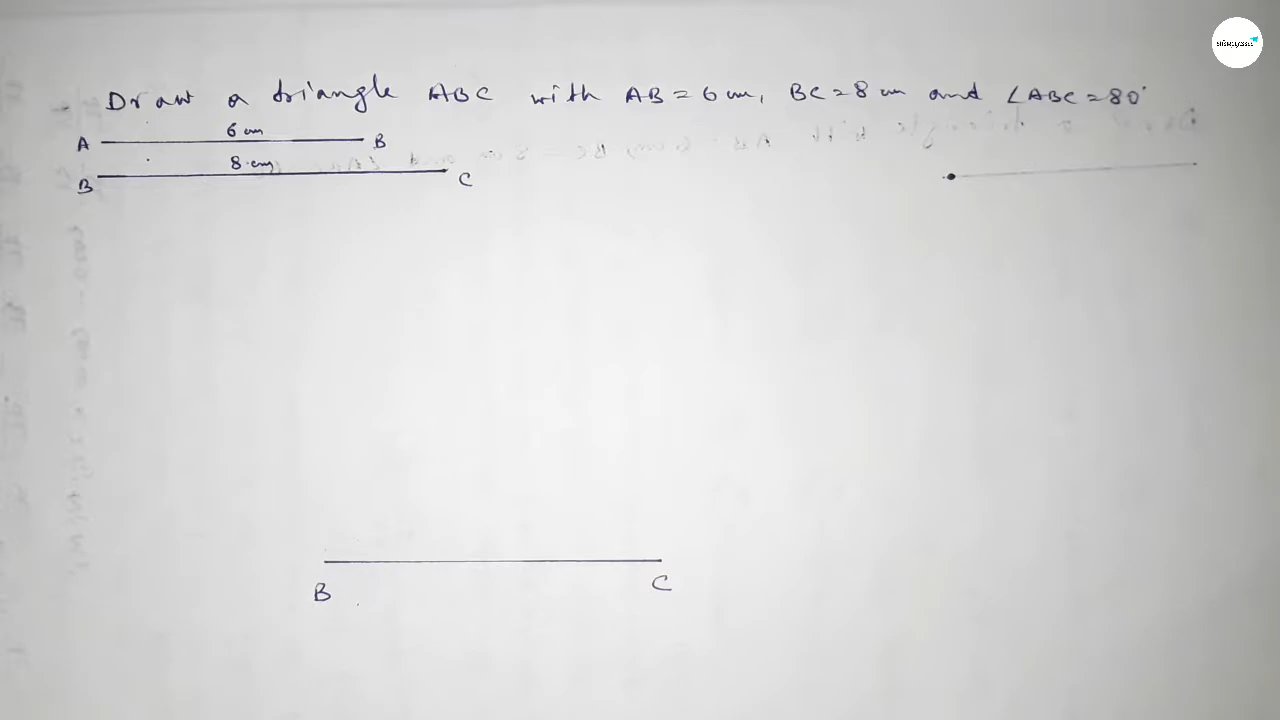 Draw a triangle ABC with AB = 6 cm, BC = 8 cm and ∠ABC = 80°
A 6 cm B
B 8 cm C
B C